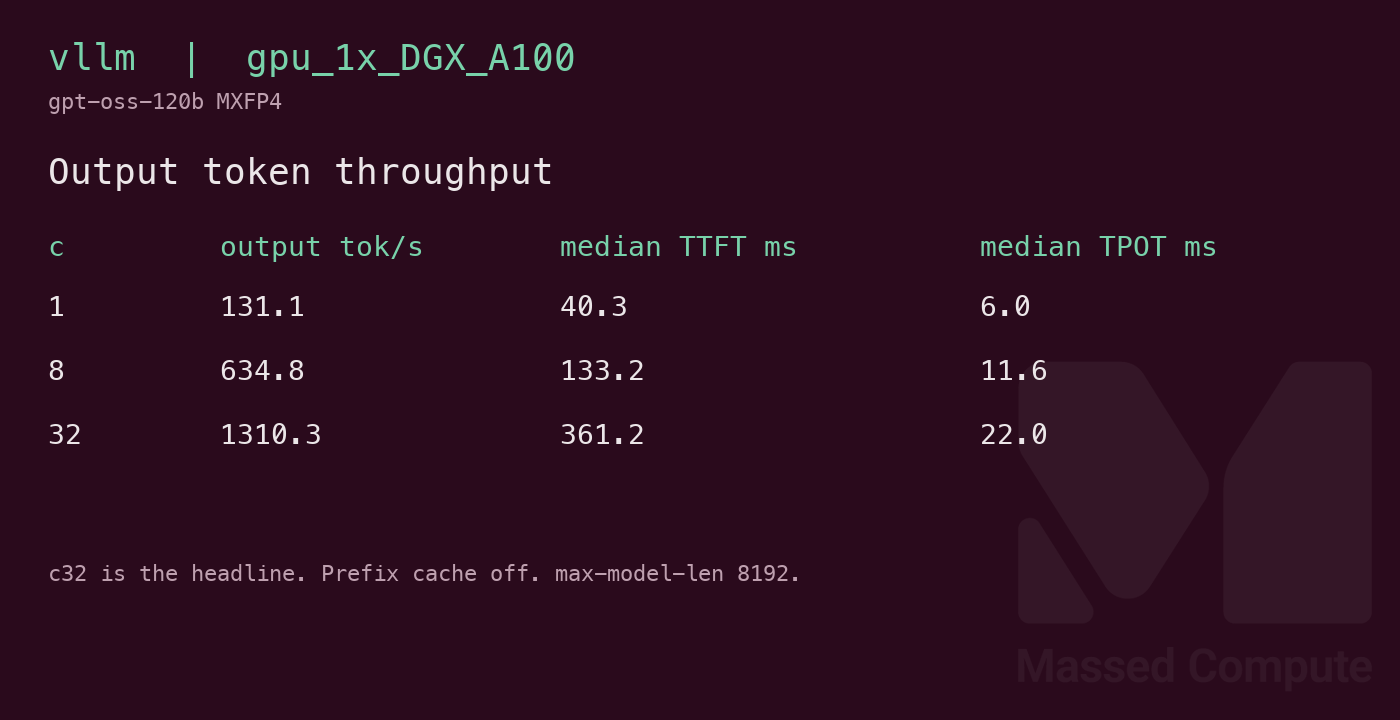 vllm | gpu_1x_DGX_A100
gpt-oss-120b MXFP4
Output token throughput
c output tok/s median TTFT ms median TPOT ms
1 131.1 40.3 6.0
8 634.8 133.2 11.6
32 1310.3 361.2 22.0
c32 is the headline. Prefix cache off. max-model-len 8192.
Massed Compute